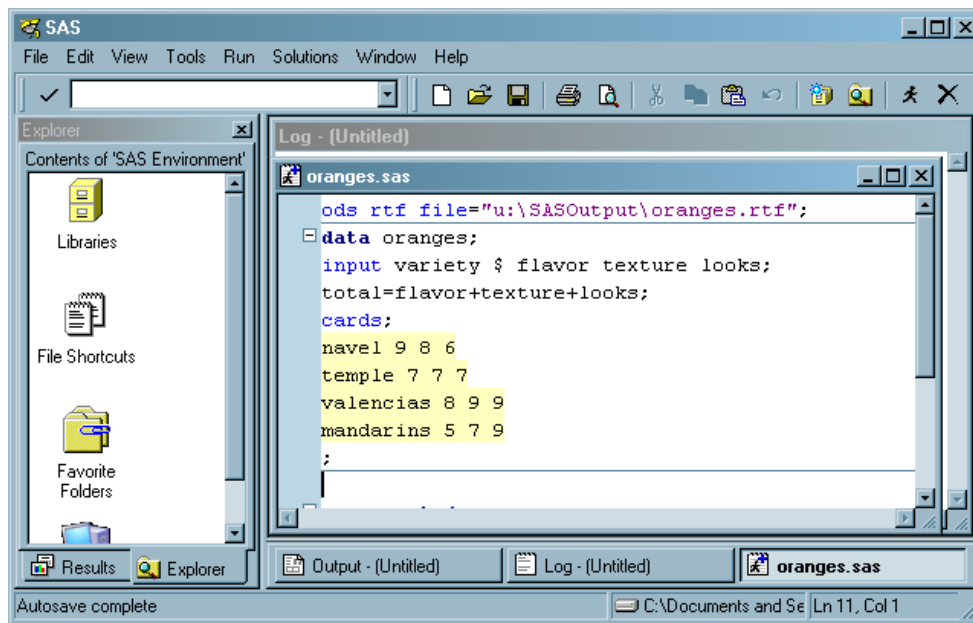 SAS
File Edit View Tools Run Solutions Window Help
Explorer
Contents of 'SAS Environment'
Libraries
File Shortcuts
Favorite
Folders
Results
Explorer
Log - (Untitled)
oranges.sas
ods rtf file="u:\SASOutput\oranges.rtf";
data oranges;
input variety $ flavor texture looks;
total=flavor+texture+looks;
cards;
navel 9 8 6
temple 7 7 7
valencias 8 9 9
mandarins 5 7 9
;
Output - (Untitled)
Log - (Untitled)
oranges.sas
Autosave complete
C:\Documents and Se
Ln 11, Col 1